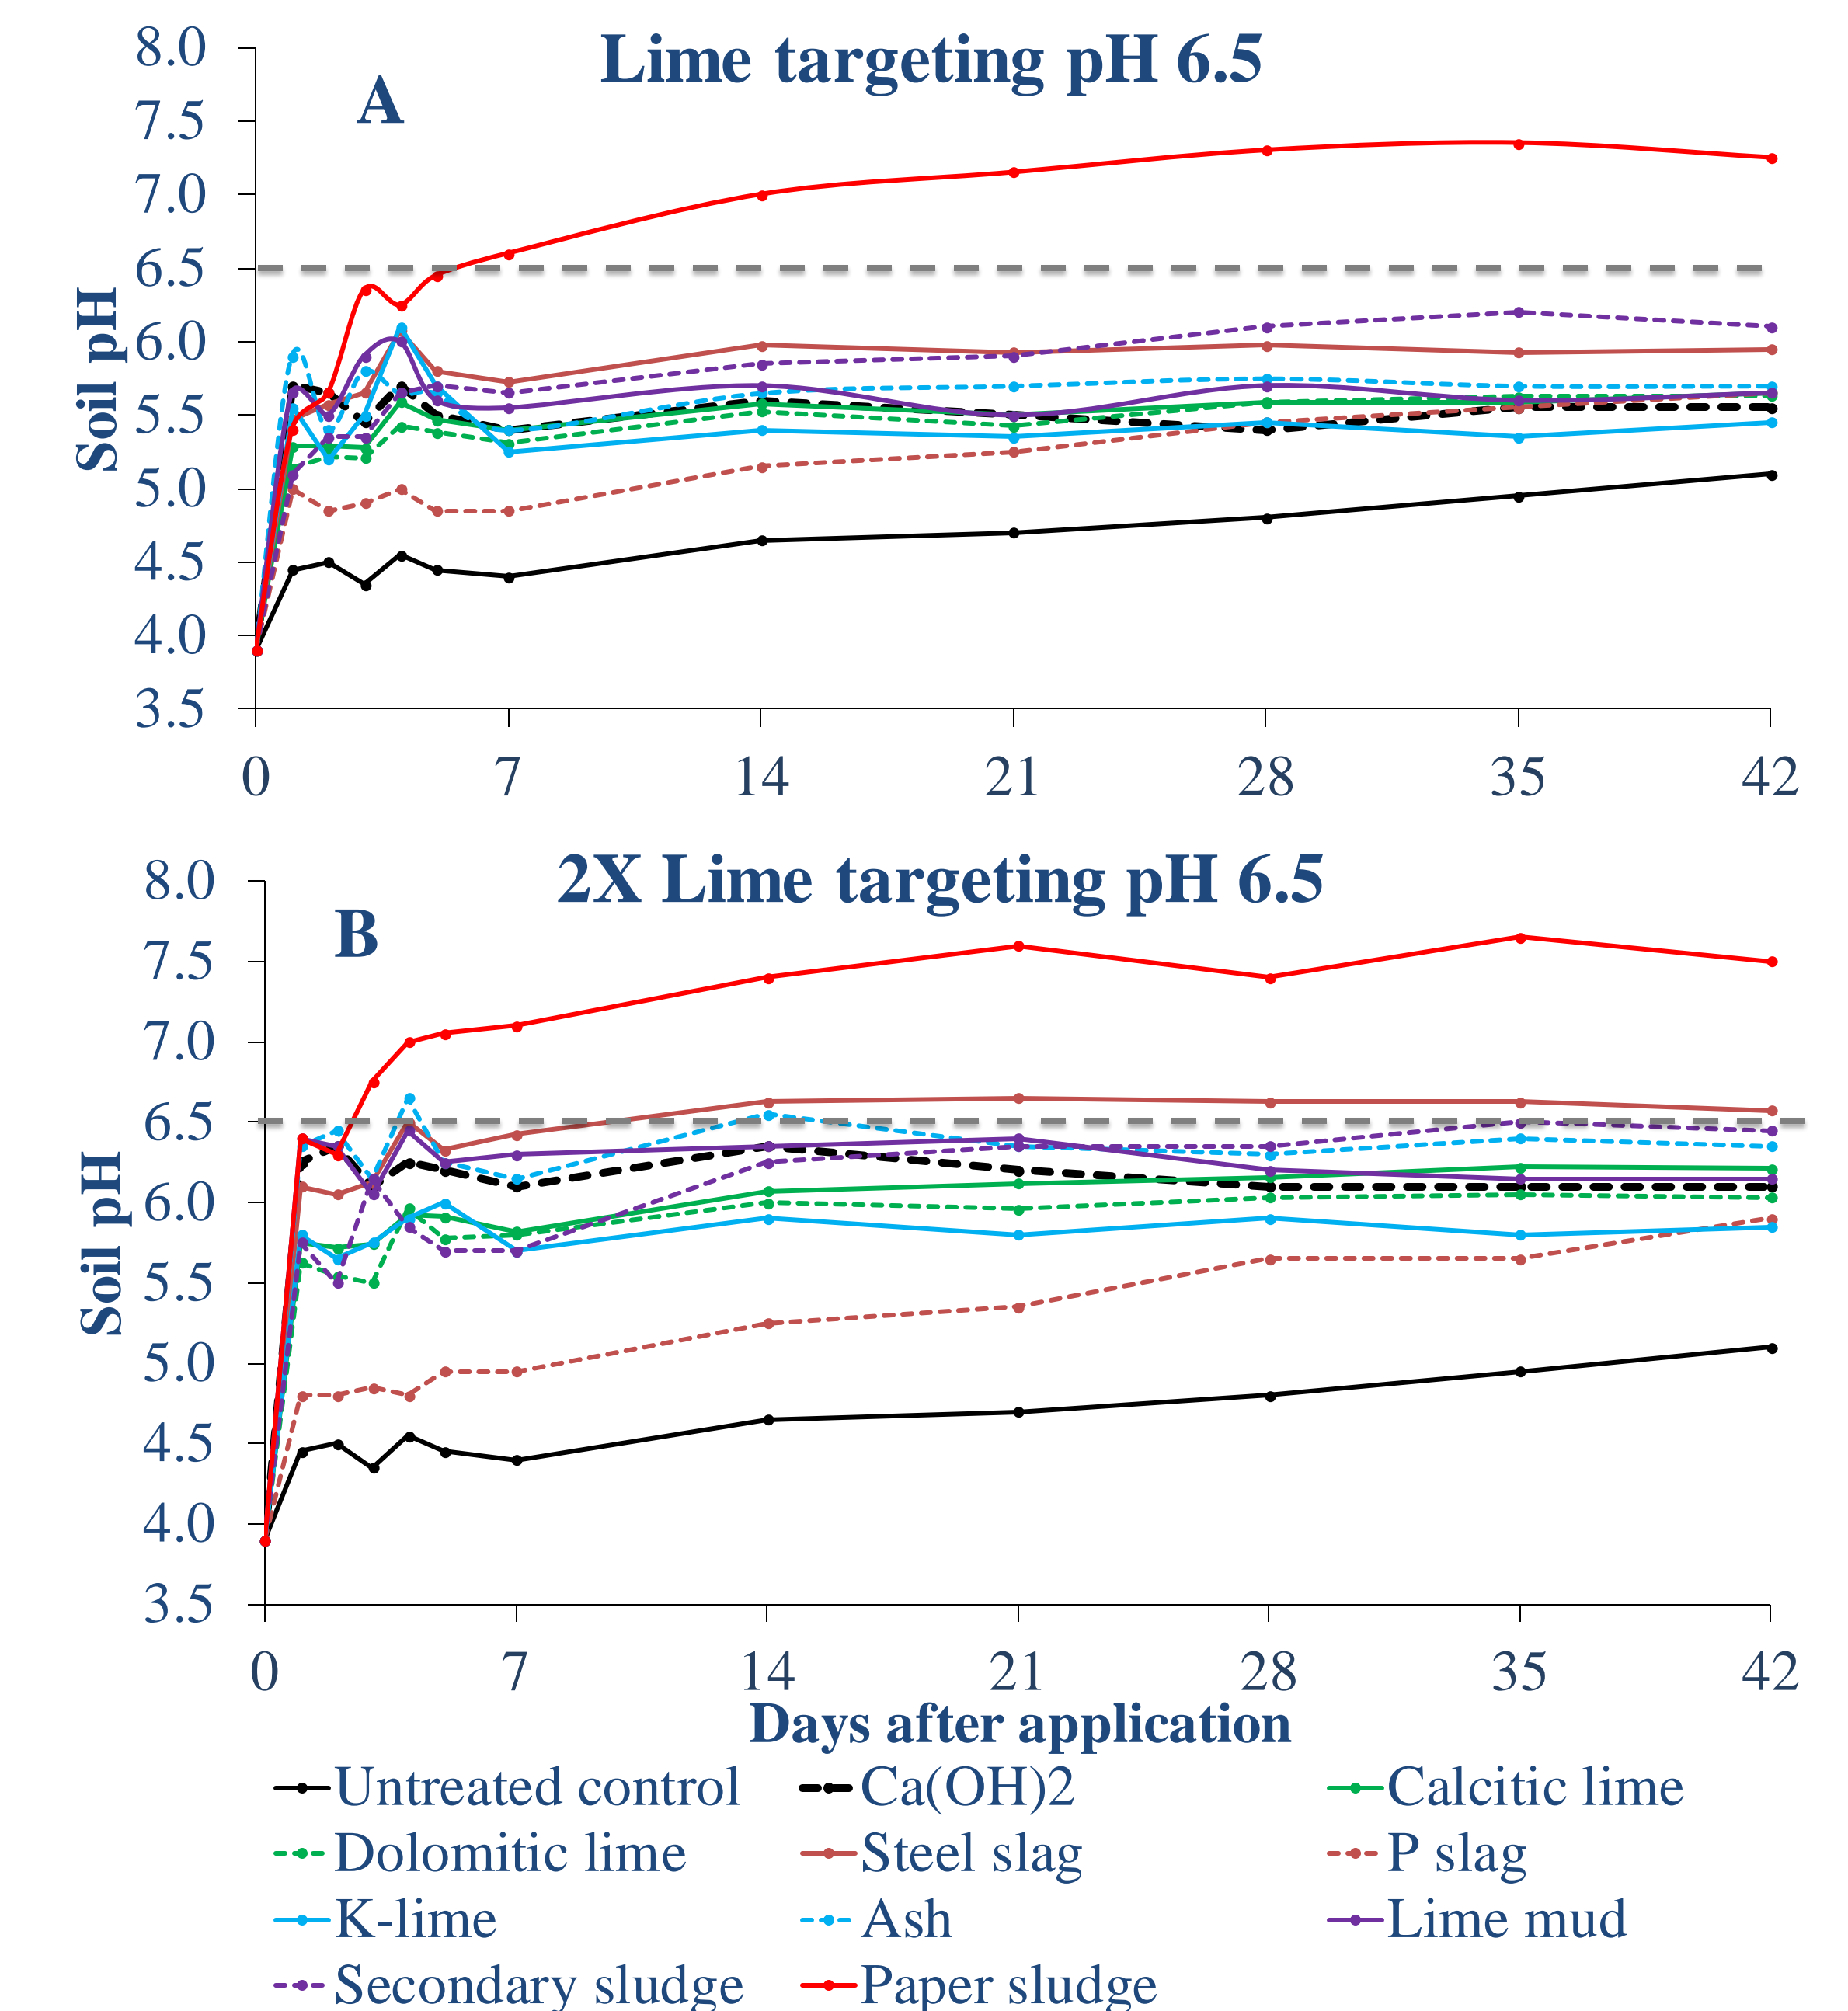 Lime targeting pH 6.5
A
8.0
7.5
7.0
6.5
6.0
5.5
5.0
4.5
4.0
3.5
Soil pH
0 7 14 21 28 35 42
2X Lime targeting pH 6.5
B
8.0
7.5
7.0
6.5
6.0
5.5
5.0
4.5
4.0
3.5
Soil pH
0 7 14 21 28 35 42
Days after application
Untreated control Ca(OH)2 Calcitic lime
Dolomitic lime Steel slag P slag
K-lime Ash Lime mud
Secondary sludge Paper sludge